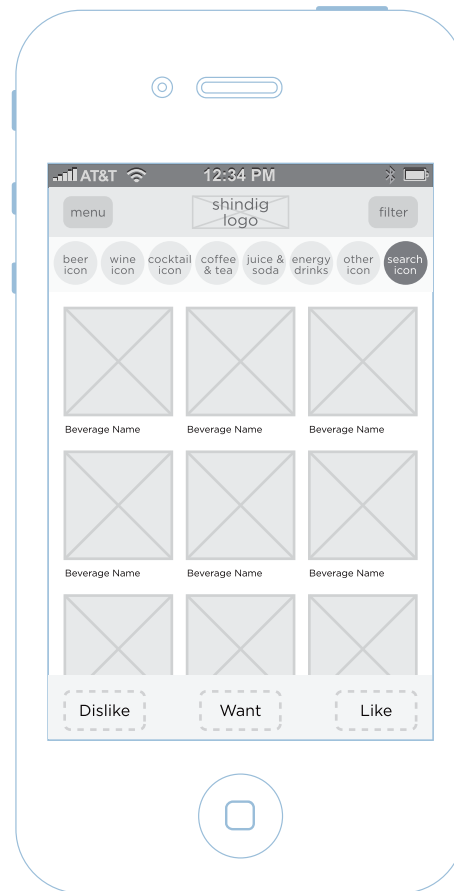 AT&T 12:34 PM
menu shindig logo filter
beer icon wine icon cocktail icon coffee & tea juice & soda energy drinks other icon search icon
Beverage Name Beverage Name Beverage Name
Beverage Name Beverage Name Beverage Name
Dislike Want Like